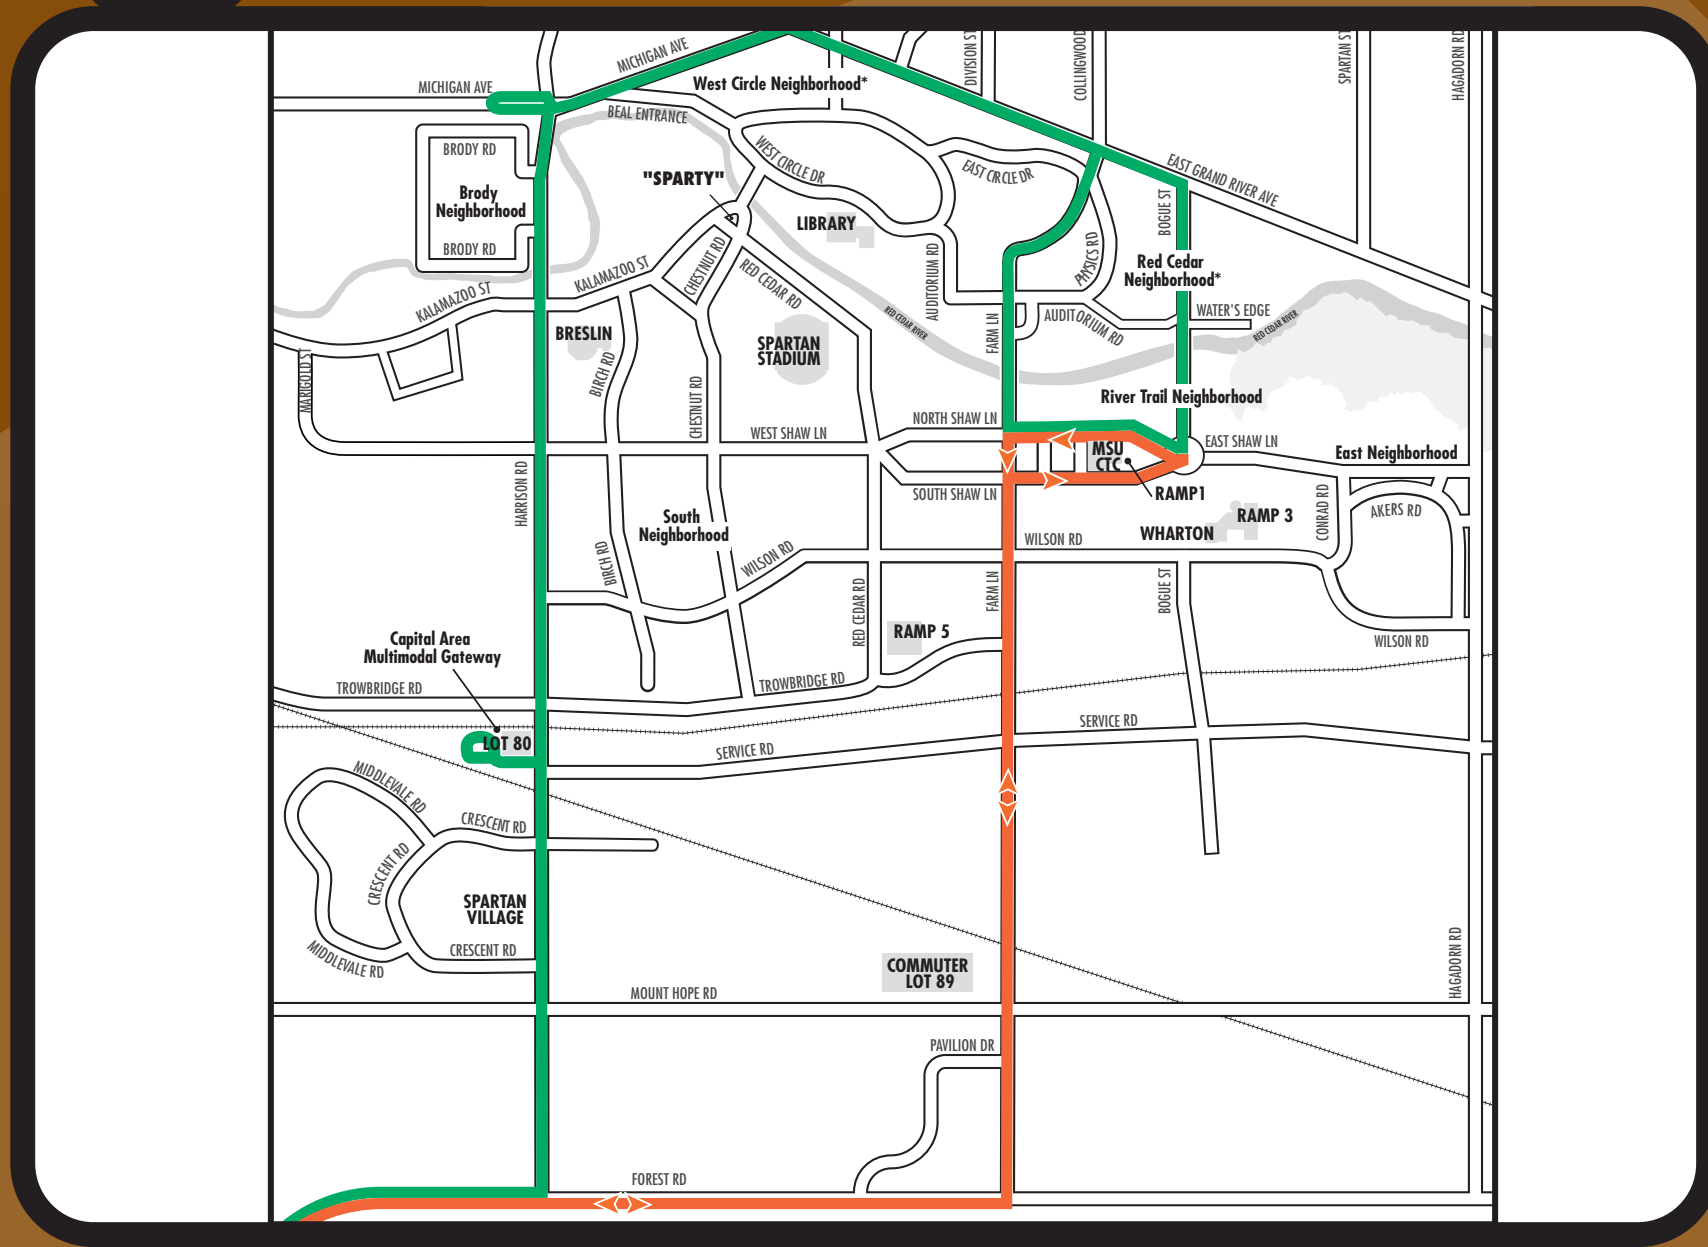 MICHIGAN AVE
MICHIGAN AVE
West Circle Neighborhood*
DIVISION ST
COLLINGWOOD
SPARTAN ST
HAGADORN RD
BEAL ENTRANCE
BRODY RD
Brody
Neighborhood
BRODY RD
"SPARTY"
WEST CIRCLE DR
EAST CIRCLE DR
EAST GRAND RIVER AVE
BOGUE ST
LIBRARY
CHESTNUT RD
RED CEDAR RD
AUDITORIUM RD
PHYSICS RD
Red Cedar
Neighborhood*
KALAMAZOO ST
KALAMAZOO ST
RED CEDAR RIVER
FARM LN
AUDITORIUM RD
WATER'S EDGE
RED CEDAR RIVER
BRESLIN
SPARTAN
STADIUM
MARIGOLD ST
BIRCH RD
CHESTNUT RD
River Trail Neighborhood
NORTH SHAW LN
WEST SHAW LN
MSU
CTC
EAST SHAW LN
East Neighborhood
HARRISON RD
SOUTH SHAW LN
RAMP1
CONRAD RD
AKERS RD
South
Neighborhood
RAMP 3
WHARTON
WILSON RD
WILSON RD
BIRCH RD
RED CEDAR RD
FARM LN
BOGUE ST
RAMP 5
WILSON RD
Capital Area
Multimodal Gateway
TROWBRIDGE RD
TROWBRIDGE RD
SERVICE RD
LOT 80
SERVICE RD
MIDDLEVALE RD
CRESCENT RD
CRESCENT RD
SPARTAN
VILLAGE
CRESCENT RD
MIDDLEVALE RD
COMMUTER
LOT 89
HAGADORN RD
MOUNT HOPE RD
PAVILION DR
FOREST RD